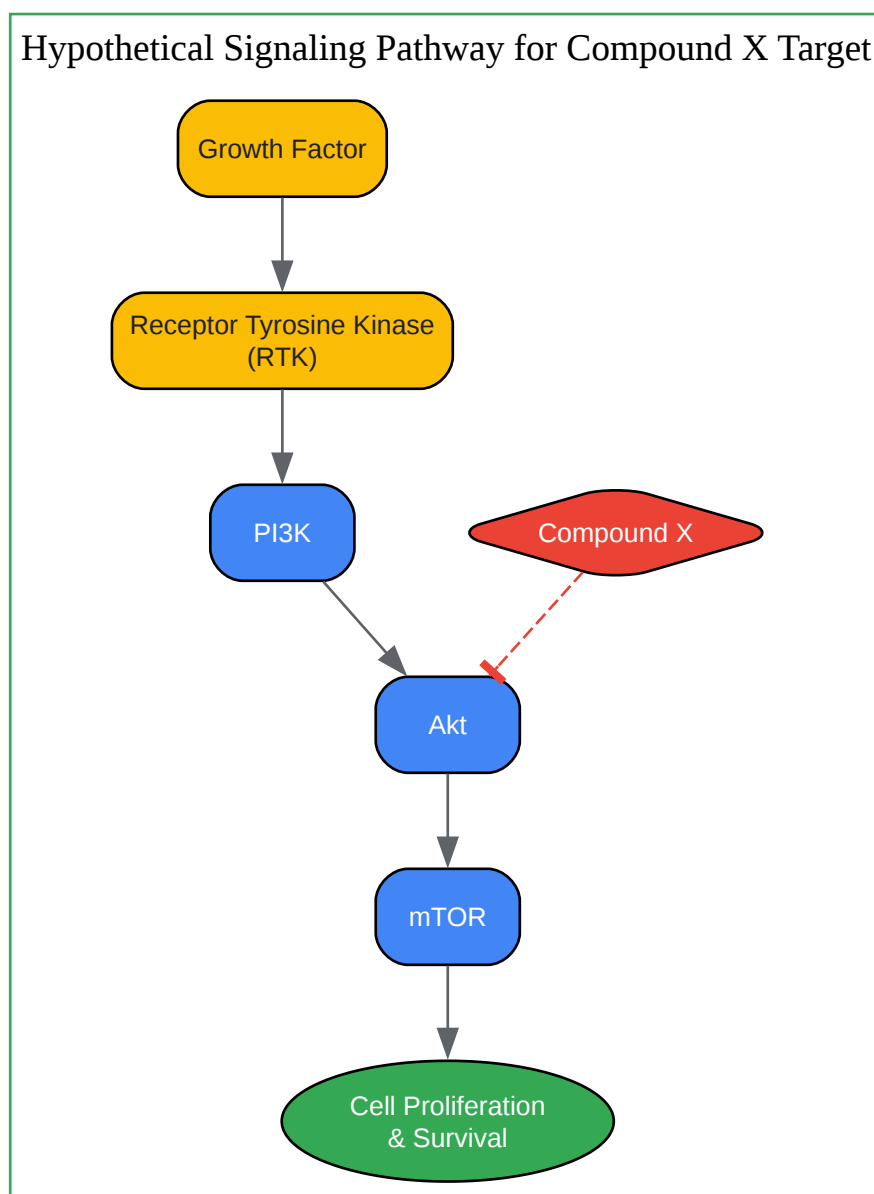 Hypothetical Signaling Pathway for Compound X Target
Growth Factor
Receptor Tyrosine Kinase
(RTK)
PI3K
Compound X
Akt
mTOR
Cell Proliferation
& Survival